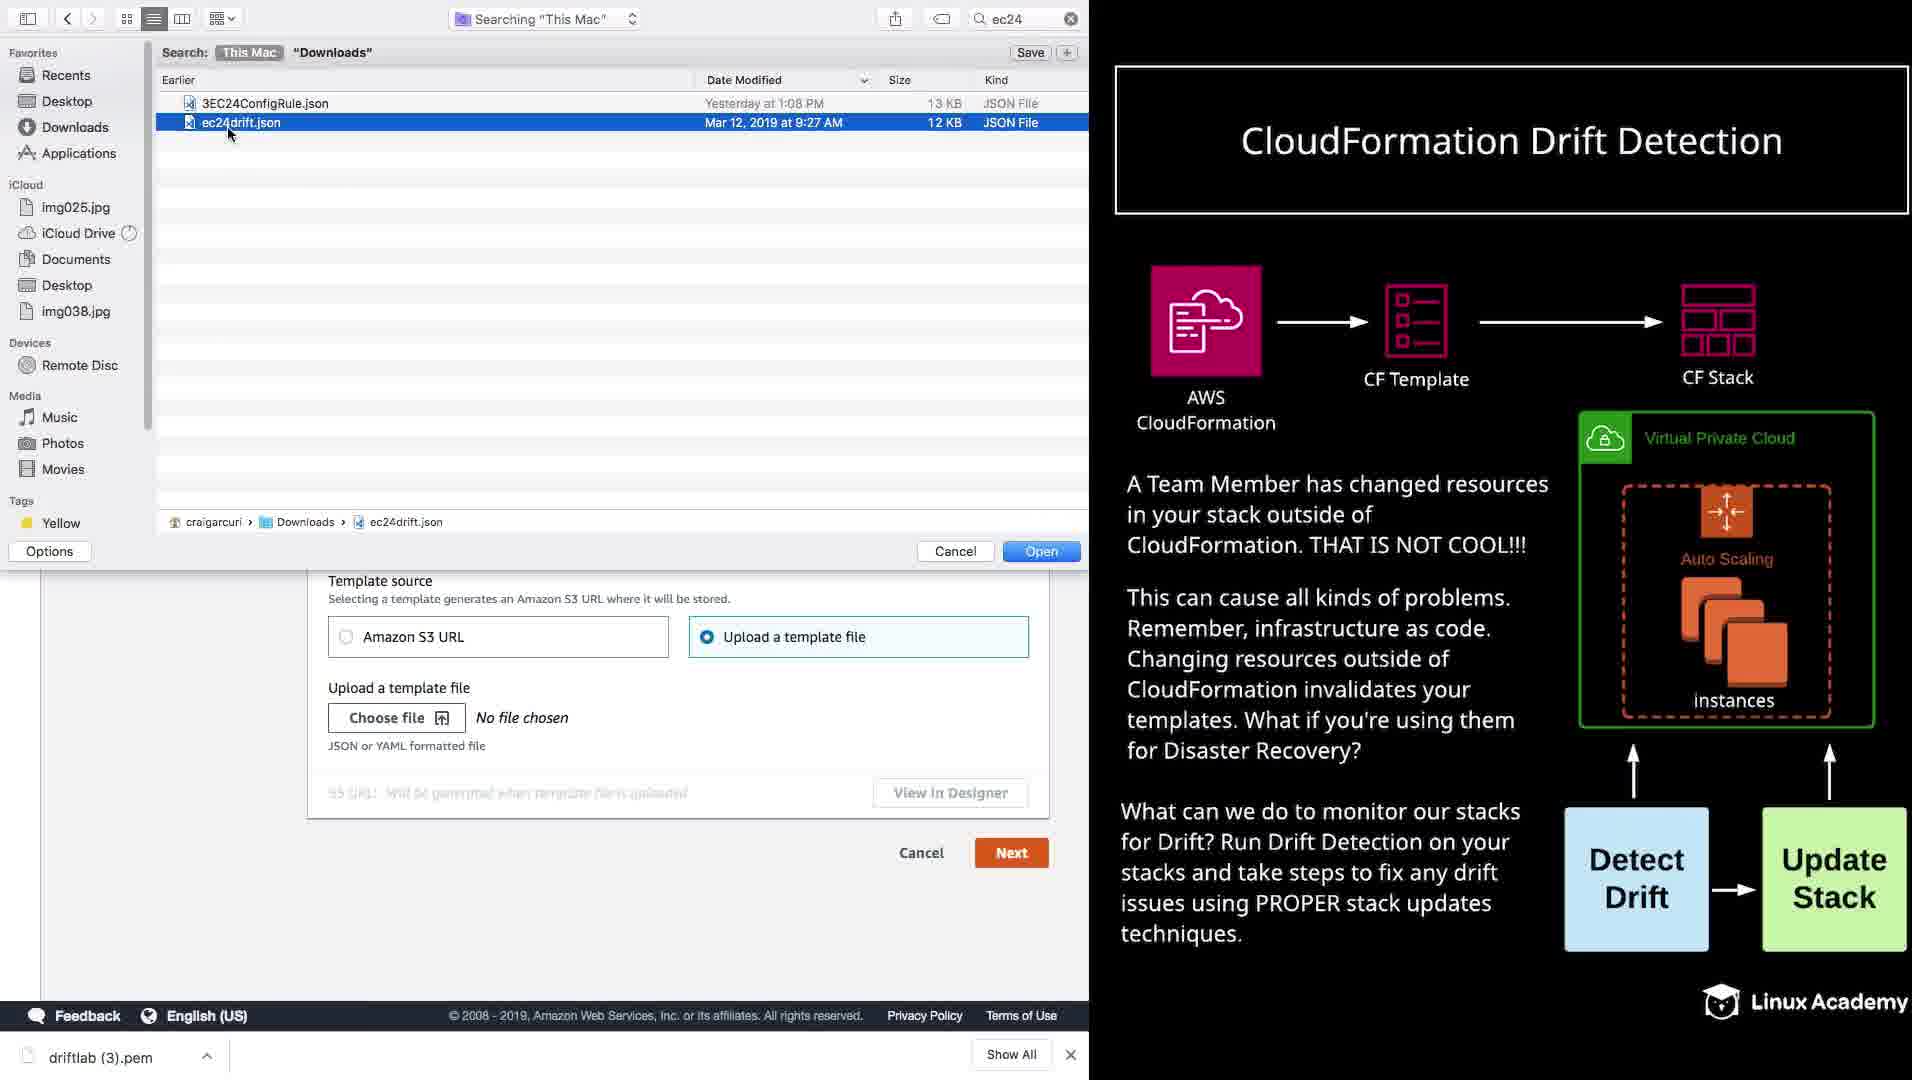 Searching "This Mac"
ec24
Search: This Mac "Downloads"
Save
Earlier
Date Modified
Size
Kind
3EC24ConfigRule.json
Yesterday at 1:08 PM
13 KB
JSON File
ec24drift.json
Mar 12, 2019 at 9:27 AM
12 KB
JSON File
Favorites
Recents
Desktop
Downloads
Applications
iCloud
img025.jpg
iCloud Drive
Documents
Desktop
img038.jpg
Devices
Remote Disc
Media
Music
Photos
Movies
Tags
Yellow
craigarcuri › Downloads › ec24drift.json
Options
Cancel
Open
Template source
Selecting a template generates an Amazon S3 URL where it will be stored.
Amazon S3 URL
Upload a template file
Upload a template file
Choose file
No file chosen
JSON or YAML formatted file
S3 URL: Will be generated when template file is uploaded
View in Designer
Cancel
Next
Feedback
English (US)
© 2008 - 2019, Amazon Web Services, Inc. or its affiliates. All rights reserved.
Privacy Policy
Terms of Use
driftlab (3).pem
Show All
CloudFormation Drift Detection
AWS
CloudFormation
CF Template
CF Stack
Virtual Private Cloud
Auto Scaling
instances
A Team Member has changed resources
in your stack outside of
CloudFormation. THAT IS NOT COOL!!!
This can cause all kinds of problems.
Remember, infrastructure as code.
Changing resources outside of
CloudFormation invalidates your
templates. What if you're using them
for Disaster Recovery?
What can we do to monitor our stacks
for Drift? Run Drift Detection on your
stacks and take steps to fix any drift
issues using PROPER stack updates
techniques.
Detect
Drift
Update
Stack
Linux Academy